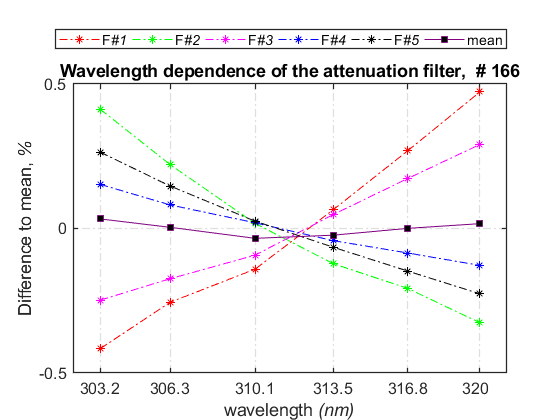 F#1 F#2 F#3 F#4 F#5 mean
Wavelength dependence of the attenuation filter, # 166
0.5
0
-0.5
Difference to mean, %
303.2 306.3 310.1 313.5 316.8 320
wavelength (nm)